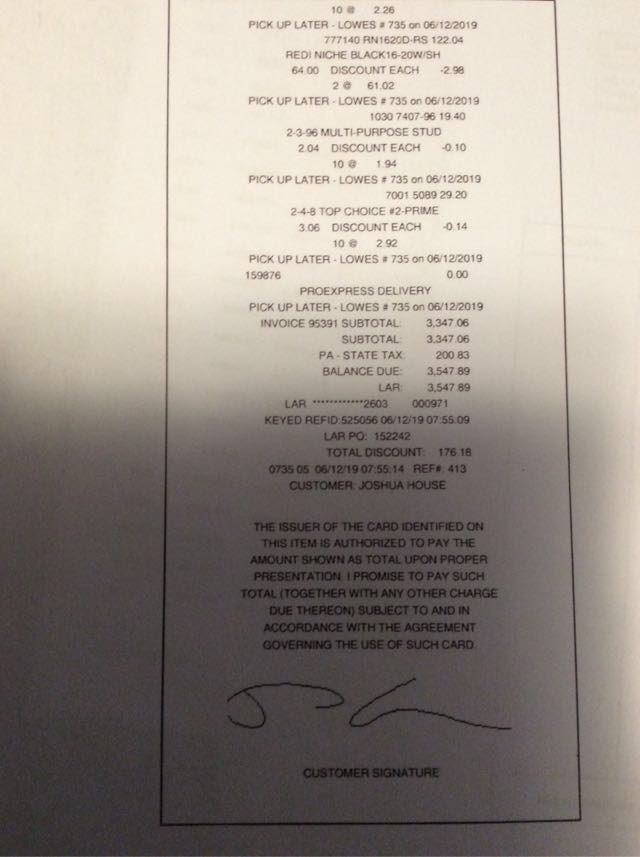 10 @ 2.26
PICK UP LATER - LOWES # 735 on 06/12/2019
777140 RN1620D-RS 122.04
REDI NICHE BLACK16-20W/SH
64.00 DISCOUNT EACH -2.98
2 @ 61.02
PICK UP LATER - LOWES # 735 on 06/12/2019
1030 7407-96 19.40
2-3-96 MULTI-PURPOSE STUD
2.04 DISCOUNT EACH -0.10
10 @ 1.94
PICK UP LATER - LOWES # 735 on 06/12/2019
7001 5089 29.20
2-4-8 TOP CHOICE #2-PRIME
3.06 DISCOUNT EACH -0.14
10 @ 2.92
PICK UP LATER - LOWES # 735 on 06/12/2019
159876 0.00
PROEXPRESS DELIVERY
PICK UP LATER - LOWES # 735 on 06/12/2019
INVOICE 95391 SUBTOTAL: 3,347.06
SUBTOTAL: 3,347.06
PA - STATE TAX: 200.83
BALANCE DUE: 3,547.89
LAR: 3,547.89
LAR ************2603 000971
KEYED REFID:525056 06/12/19 07:55:09
LAR PO: 152242
TOTAL DISCOUNT: 176.18
0735 05 06/12/19 07:55:14 REF#: 413
CUSTOMER: JOSHUA HOUSE
THE ISSUER OF THE CARD IDENTIFIED ON
THIS ITEM IS AUTHORIZED TO PAY THE
AMOUNT SHOWN AS TOTAL UPON PROPER
PRESENTATION. I PROMISE TO PAY SUCH
TOTAL (TOGETHER WITH ANY OTHER CHARGE
DUE THEREON) SUBJECT TO AND IN
ACCORDANCE WITH THE AGREEMENT
GOVERNING THE USE OF SUCH CARD.
CUSTOMER SIGNATURE